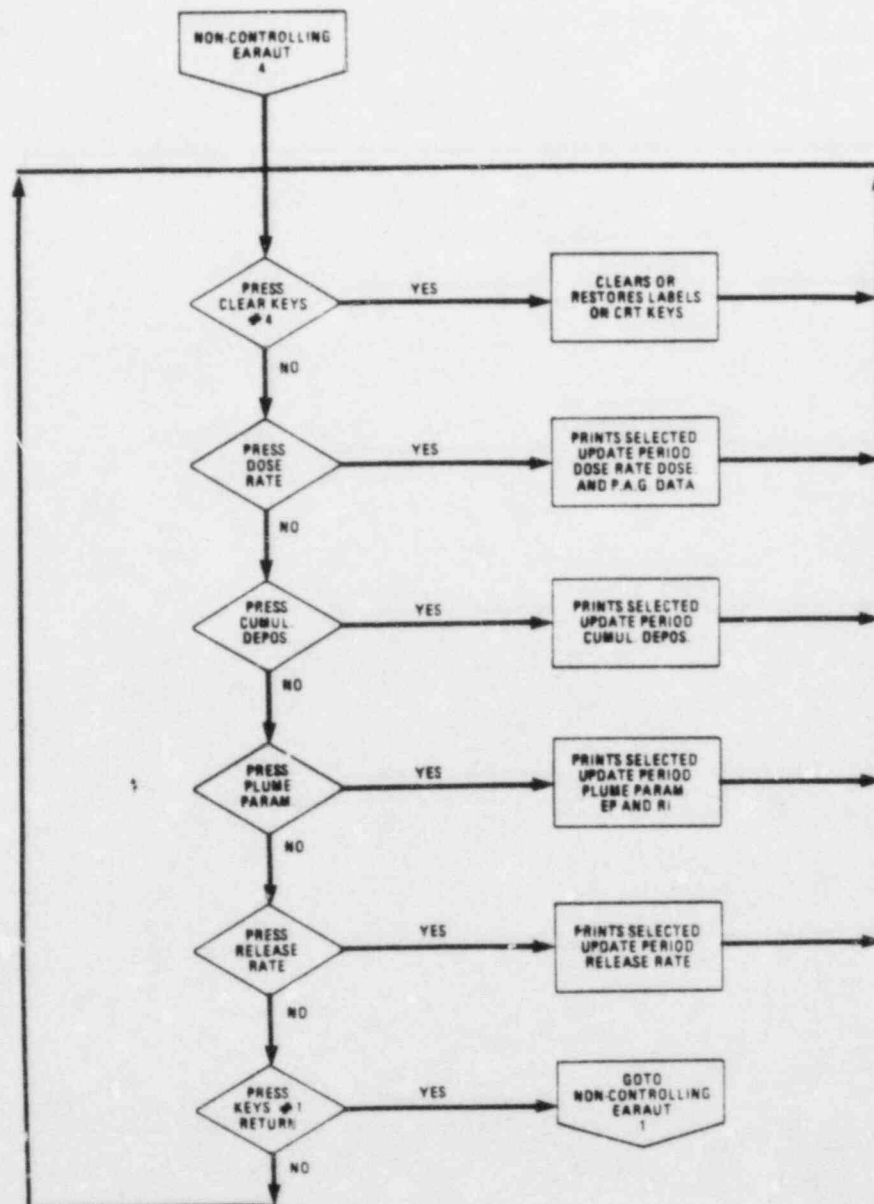 NON-CONTROLLING
EARAUT
4
PRESS
CLEAR KEYS
#4
YES
CLEARS OR
RESTORES LABELS
ON CRT KEYS
NO
PRESS
DOSE
RATE
YES
PRINTS SELECTED
UPDATE PERIOD
DOSE RATE DOSE.
AND P.A.G. DATA
NO
PRESS
CUMUL.
DEPOS.
YES
PRINTS SELECTED
UPDATE PERIOD
CUMUL. DEPOS.
NO
PRESS
PLUME
PARAM.
YES
PRINTS SELECTED
UPDATE PERIOD
PLUME PARAM
EP AND RI
NO
PRESS
RELEASE
RATE
YES
PRINTS SELECTED
UPDATE PERIOD
RELEASE RATE
NO
PRESS
KEYS #1
RETURN
YES
GOTO
NON-CONTROLLING
EARAUT
1
NO